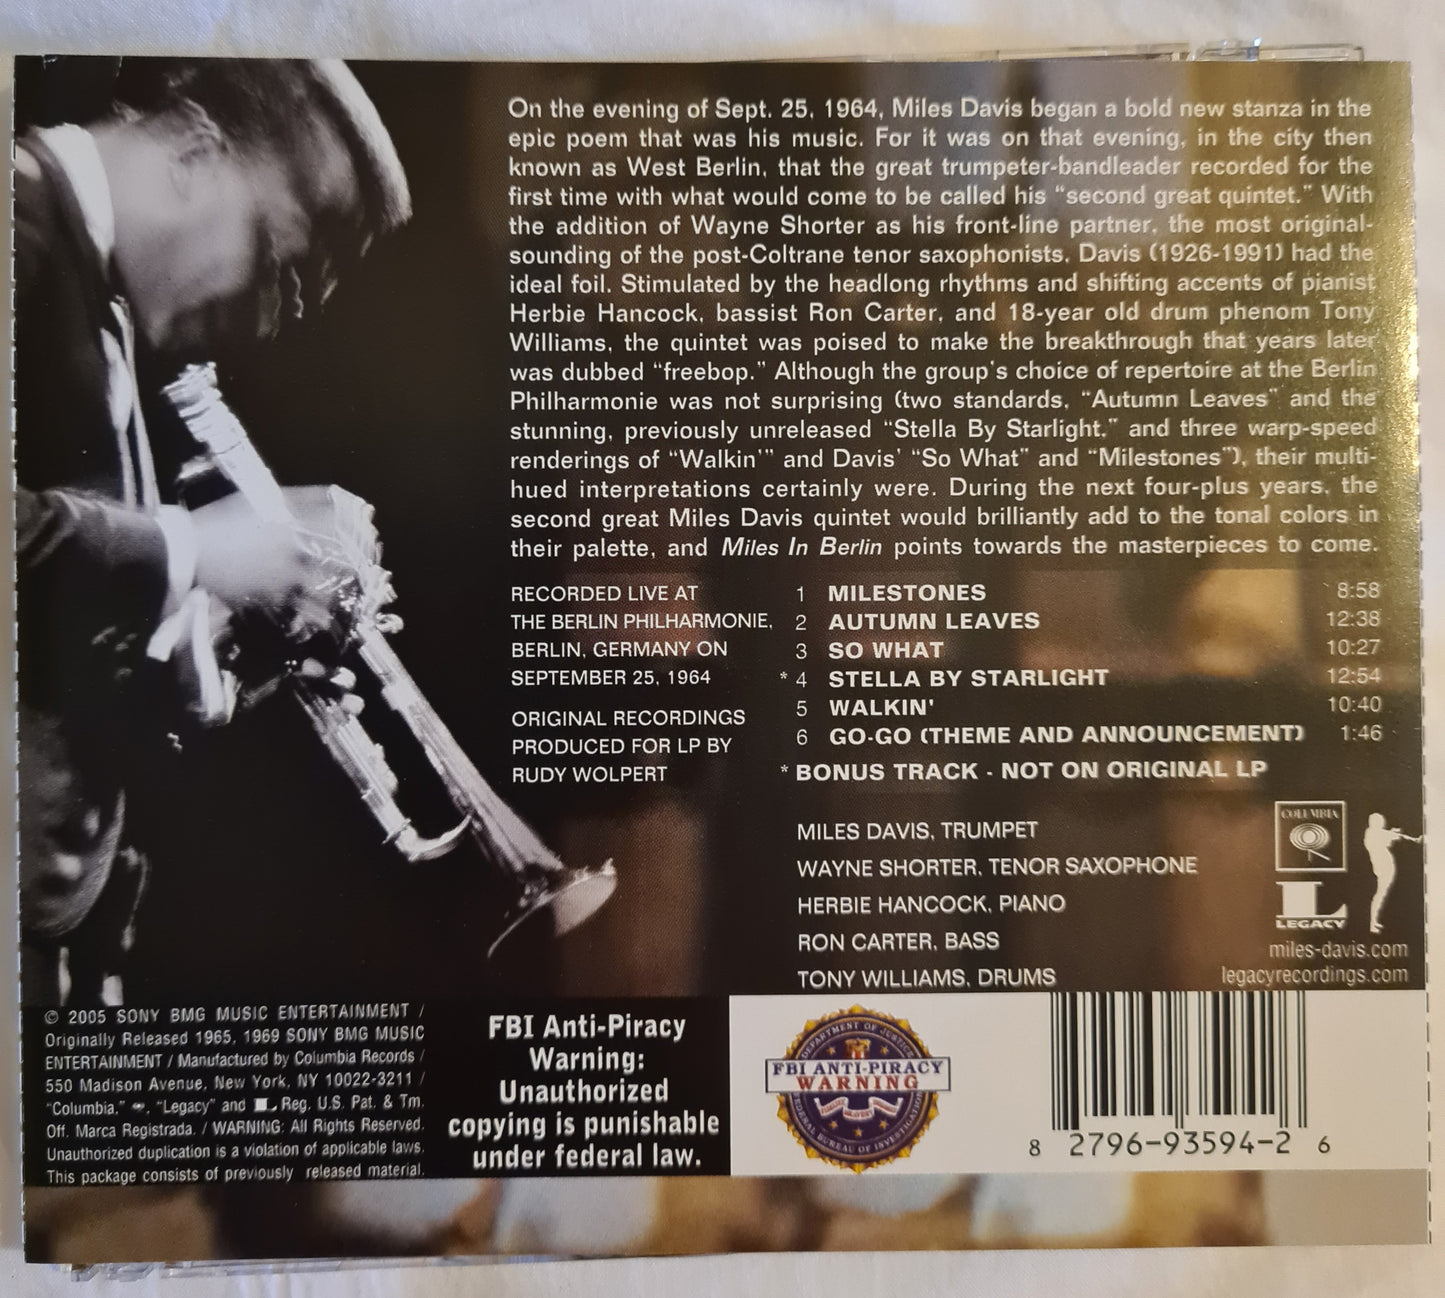 On the evening of Sept. 25, 1964, Miles Davis began a bold new stanza in the
epic poem that was his music. For it was on that evening, in the city then
known as West Berlin, that the great trumpeter-bandleader recorded for the
first time with what would come to be called his “second great quintet.” With
the addition of Wayne Shorter as his front-line partner, the most original-
sounding of the post-Coltrane tenor saxophonists, Davis (1926-1991) had the
ideal foil. Stimulated by the headlong rhythms and shifting accents of pianist
Herbie Hancock, bassist Ron Carter, and 18-year old drum phenom Tony
Williams, the quintet was poised to make the breakthrough that years later
was dubbed “freebop.” Although the group's choice of repertoire at the Berlin
Philharmonie was not surprising (two standards, “Autumn Leaves” and the
stunning, previously unreleased “Stella By Starlight,” and three warp-speed
renderings of “Walkin'” and Davis' “So What” and “Milestones”), their multi-
hued interpretations certainly were. During the next four-plus years, the
second great Miles Davis quintet would brilliantly add to the tonal colors in
their palette, and Miles In Berlin points towards the masterpieces to come.
RECORDED LIVE AT
THE BERLIN PHILHARMONIE,
BERLIN, GERMANY ON
SEPTEMBER 25, 1964
ORIGINAL RECORDINGS
PRODUCED FOR LP BY
RUDY WOLPERT
1 MILESTONES 8:58
2 AUTUMN LEAVES 12:38
3 SO WHAT 10:27
* 4 STELLA BY STARLIGHT 12:54
5 WALKIN' 10:40
6 GO-GO (THEME AND ANNOUNCEMENT) 1:46
* BONUS TRACK - NOT ON ORIGINAL LP
MILES DAVIS, TRUMPET
WAYNE SHORTER, TENOR SAXOPHONE
HERBIE HANCOCK, PIANO
RON CARTER, BASS
TONY WILLIAMS, DRUMS
COLUMBIA
L
LEGACY
miles-davis.com
legacyrecordings.com
© 2005 SONY BMG MUSIC ENTERTAINMENT /
Originally Released 1965, 1969 SONY BMG MUSIC
ENTERTAINMENT / Manufactured by Columbia Records /
550 Madison Avenue, New York, NY 10022-3211 /
“Columbia,” , “Legacy” and L Reg. U.S. Pat. & Tm.
Off. Marca Registrada. / WARNING: All Rights Reserved.
Unauthorized duplication is a violation of applicable laws.
This package consists of previously released material.
FBI Anti-Piracy
Warning:
Unauthorized
copying is punishable
under federal law.
DEPARTMENT OF JUSTICE
FBI ANTI-PIRACY
WARNING
FEDERAL BUREAU OF INVESTIGATION
8 2796-93594-2 6